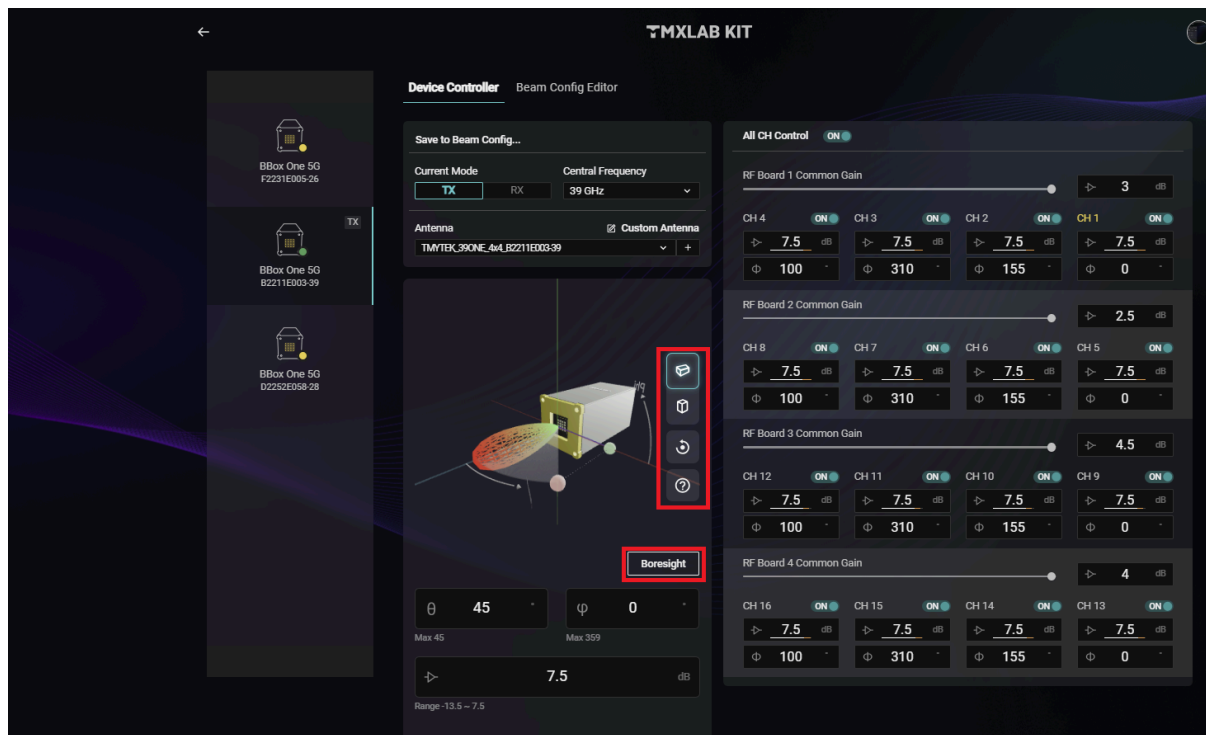 TMXLAB KIT
BBox One 5G
F2231E005-26
TX
BBox One 5G
B2211E003-39
BBox One 5G
D2252E058-28
Device Controller Beam Config Editor
Save to Beam Config...
Current Mode Central Frequency
TX RX 39 GHz
Antenna Custom Antenna
TMYTEK_39ONE_4x4_B2211E003-39 +
phi
Boresight
θ 45 ° φ 0 °
Max 45 Max 359
7.5 dB
Range -13.5 ~ 7.5
All CH Control ON
RF Board 1 Common Gain 3 dB
CH 4 ON CH 3 ON CH 2 ON CH 1 ON
7.5 dB 7.5 dB 7.5 dB 7.5 dB
Φ 100 ° Φ 310 ° Φ 155 ° Φ 0 °
RF Board 2 Common Gain 2.5 dB
CH 8 ON CH 7 ON CH 6 ON CH 5 ON
7.5 dB 7.5 dB 7.5 dB 7.5 dB
Φ 100 ° Φ 310 ° Φ 155 ° Φ 0 °
RF Board 3 Common Gain 4.5 dB
CH 12 ON CH 11 ON CH 10 ON CH 9 ON
7.5 dB 7.5 dB 7.5 dB 7.5 dB
Φ 100 ° Φ 310 ° Φ 155 ° Φ 0 °
RF Board 4 Common Gain 4 dB
CH 16 ON CH 15 ON CH 14 ON CH 13 ON
7.5 dB 7.5 dB 7.5 dB 7.5 dB
Φ 100 ° Φ 310 ° Φ 155 ° Φ 0 °